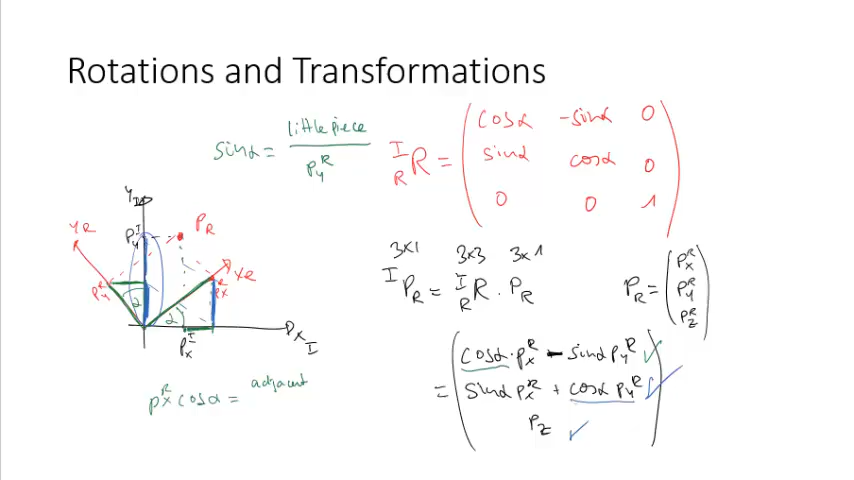 Rotations and Transformations
sinα = little piece / P_y^R
^I_R R = ( cosα -sinα 0
sinα cosα 0
0 0 1 )
Y_I
P_R
Y_R
P_y^I
X_R
P_y^R
P_x^R
α
α
P_x^I
X_I
3x1 3x3 3x1
^I P_R = ^I_R R · P_R
P_R = ( P_x^R
P_y^R
P_z^R )
= ( cosα · P_x^R - sinα P_y^R ✓
sinα P_x^R + cosα P_y^R ✓
P_z ✓ )
P_x^R cosα = adjacent